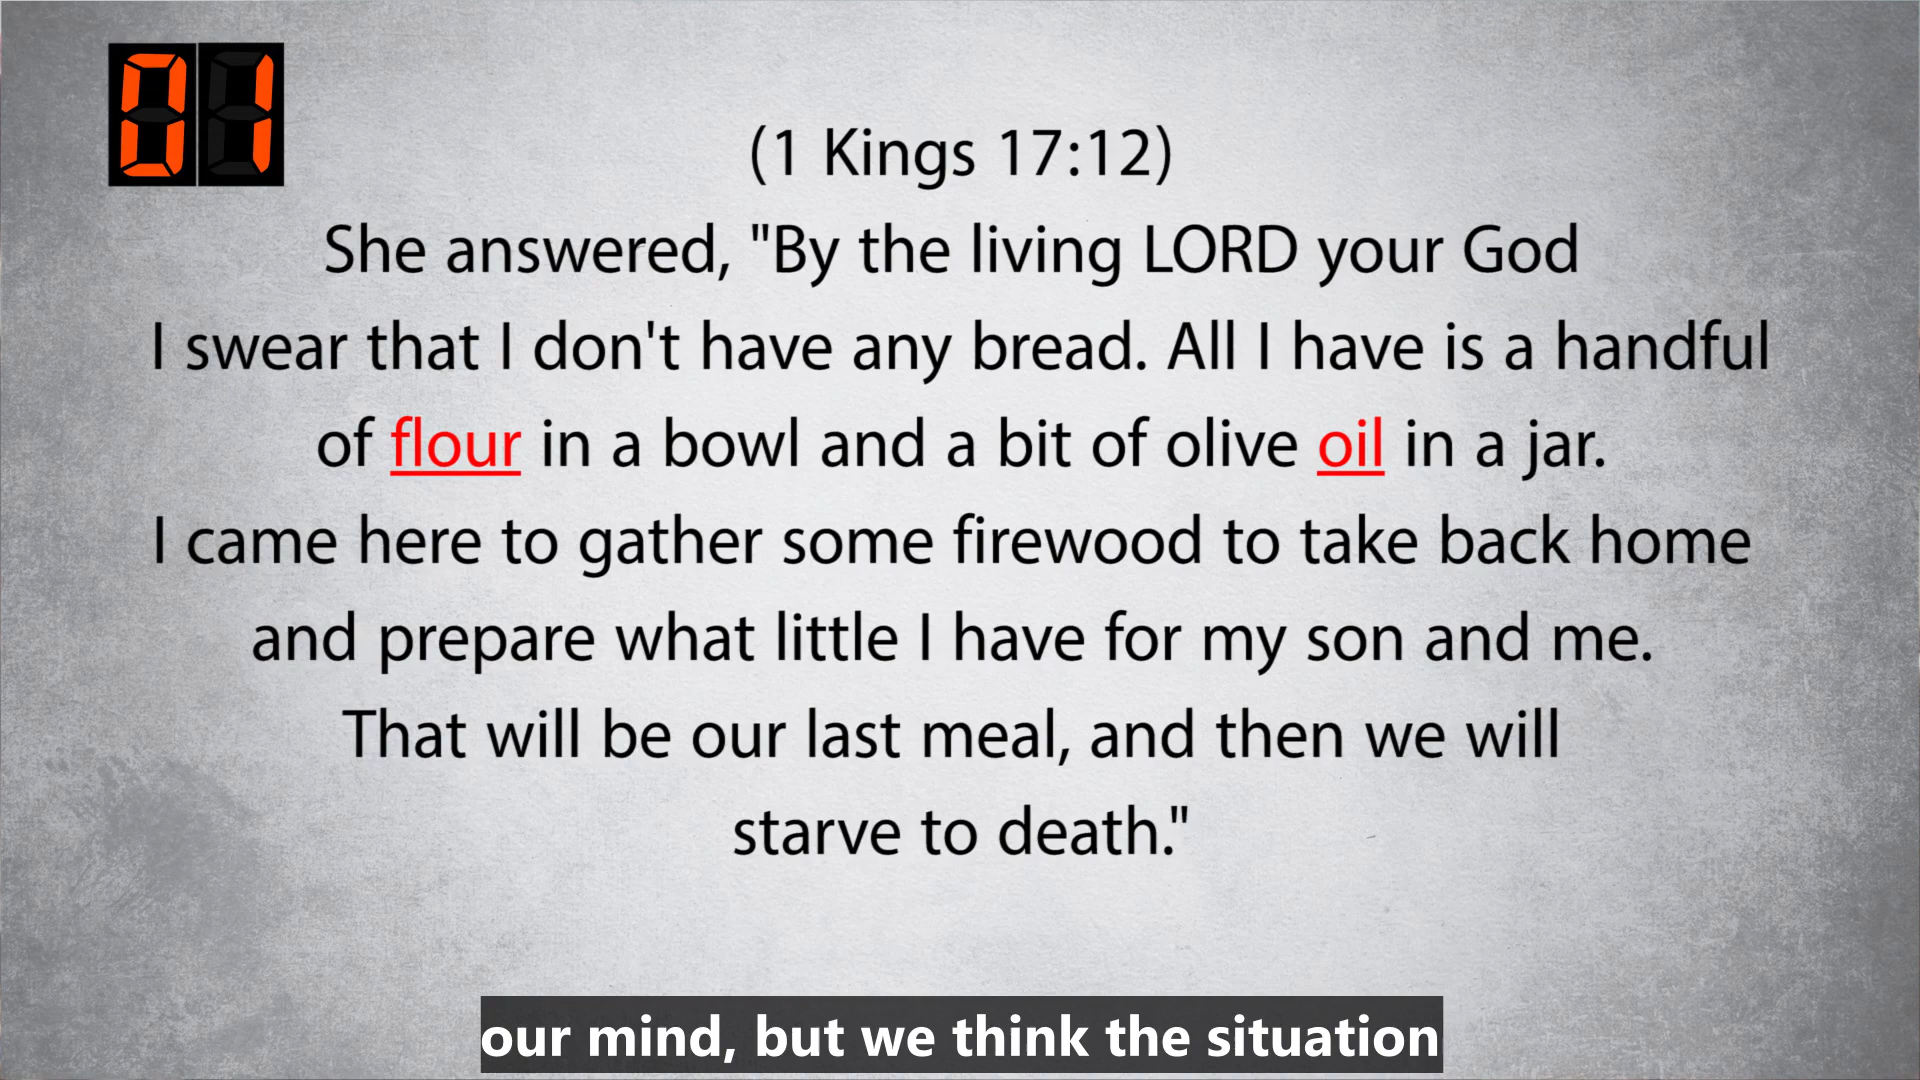 01
(1 Kings 17:12)
She answered, "By the living LORD your God
I swear that I don't have any bread. All I have is a handful
of flour in a bowl and a bit of olive oil in a jar.
I came here to gather some firewood to take back home
and prepare what little I have for my son and me.
That will be our last meal, and then we will
starve to death."
our mind, but we think the situation